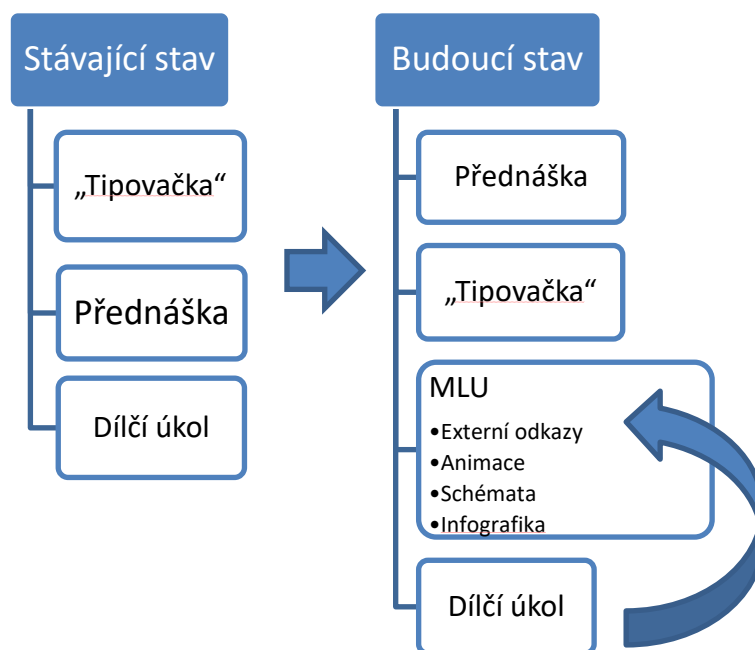 Stávající stav
„Tipovačka“
Přednáška
Dílčí úkol
Budoucí stav
Přednáška
„Tipovačka“
MLU
•Externí odkazy
•Animace
•Schémata
•Infografika
Dílčí úkol